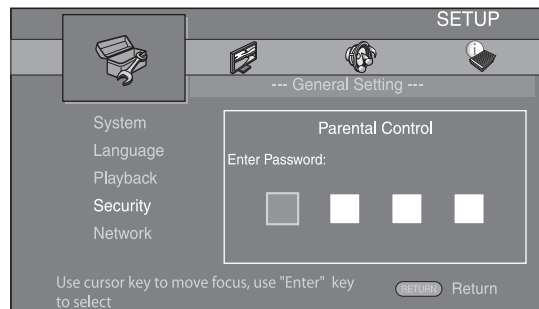 SETUP
--- General Setting ---
System
Language
Playback
Security
Network
Parental Control
Enter Password:
Use cursor key to move focus, use "Enter" key
to select
RETURN Return